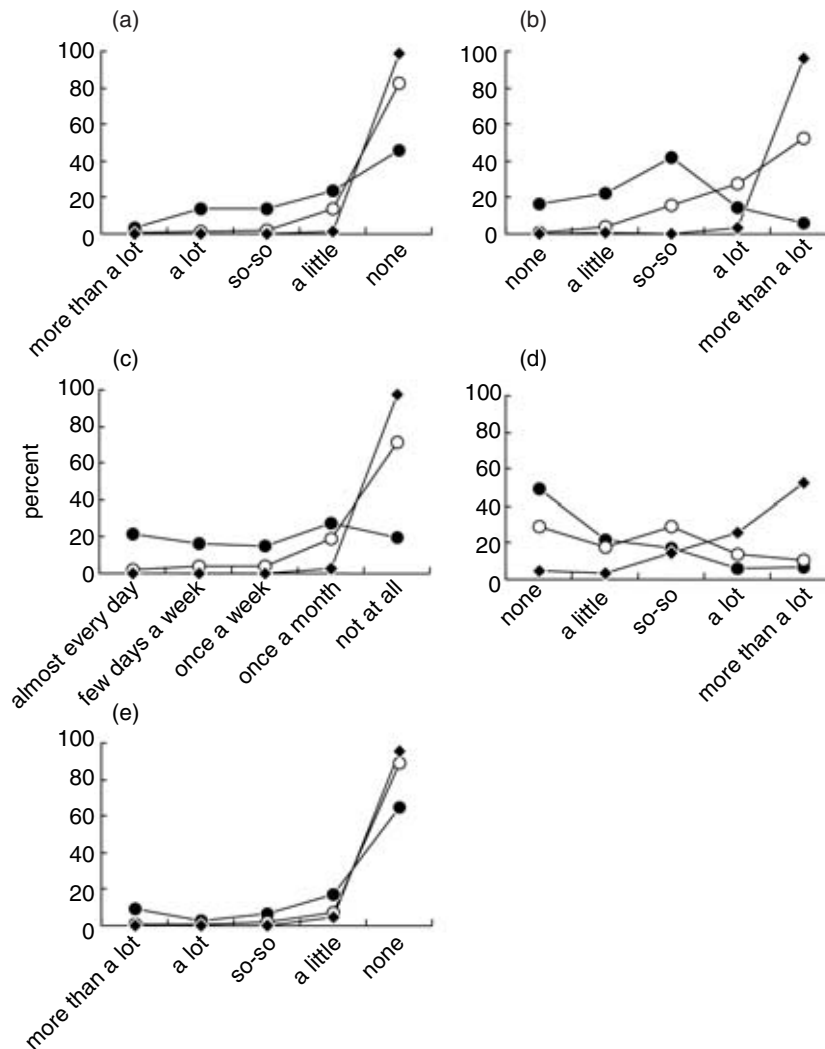 (a)
100
80
60
40
20
0
more than a lot
a lot
so-so
a little
none
(b)
100
80
60
40
20
0
none
a little
so-so
a lot
more than a lot
(c)
percent
100
80
60
40
20
0
almost every day
few days a week
once a week
once a month
not at all
(d)
100
80
60
40
20
0
none
a little
so-so
a lot
more than a lot
(e)
100
80
60
40
20
0
more than a lot
a lot
so-so
a little
none